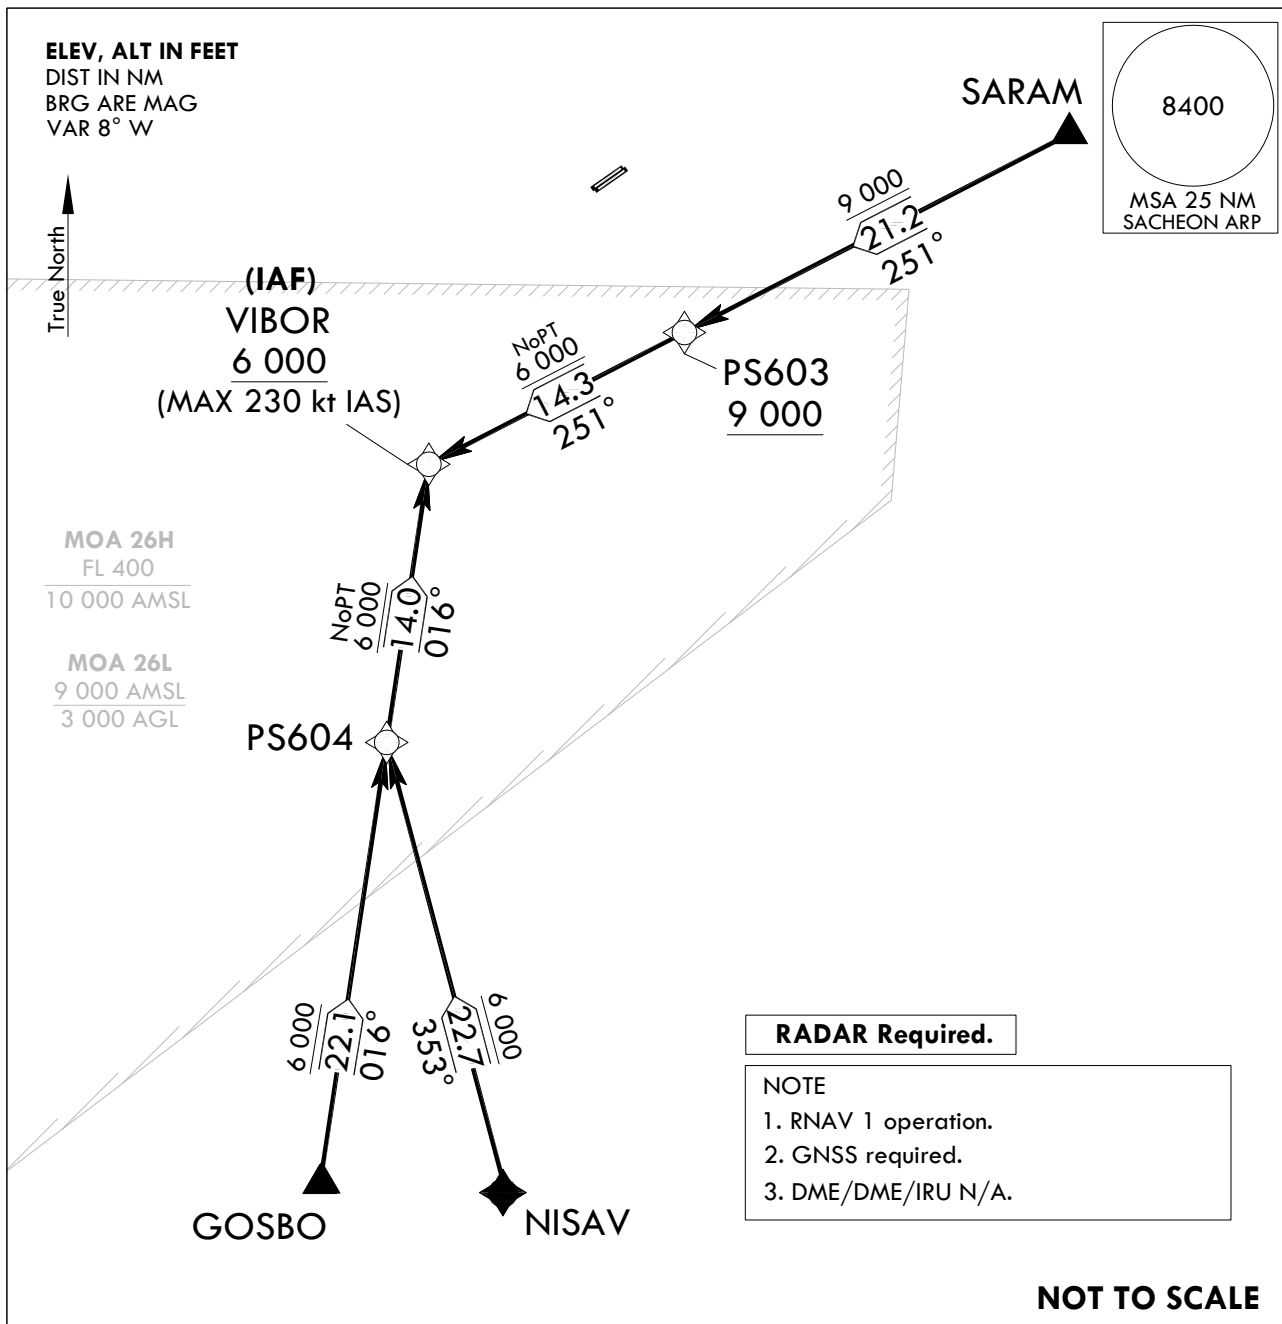 ELEV, ALT IN FEET
DIST IN NM
BRG ARE MAG
VAR 8° W
True North
SARAM
8400
MSA 25 NM
SACHEON ARP
9 000
21.2
251°
(IAF)
VIBOR
6 000
(MAX 230 kt IAS)
NoPT
6 000
14.3
251°
PS603
9 000
MOA 26H
FL 400
10 000 AMSL
MOA 26L
9 000 AMSL
3 000 AGL
NoPT
6 000
14.0
016°
PS604
6 000
22.1
016°
6 000
22.7
353°
GOSBO
NISAV
RADAR Required.
NOTE
1. RNAV 1 operation.
2. GNSS required.
3. DME/DME/IRU N/A.
NOT TO SCALE